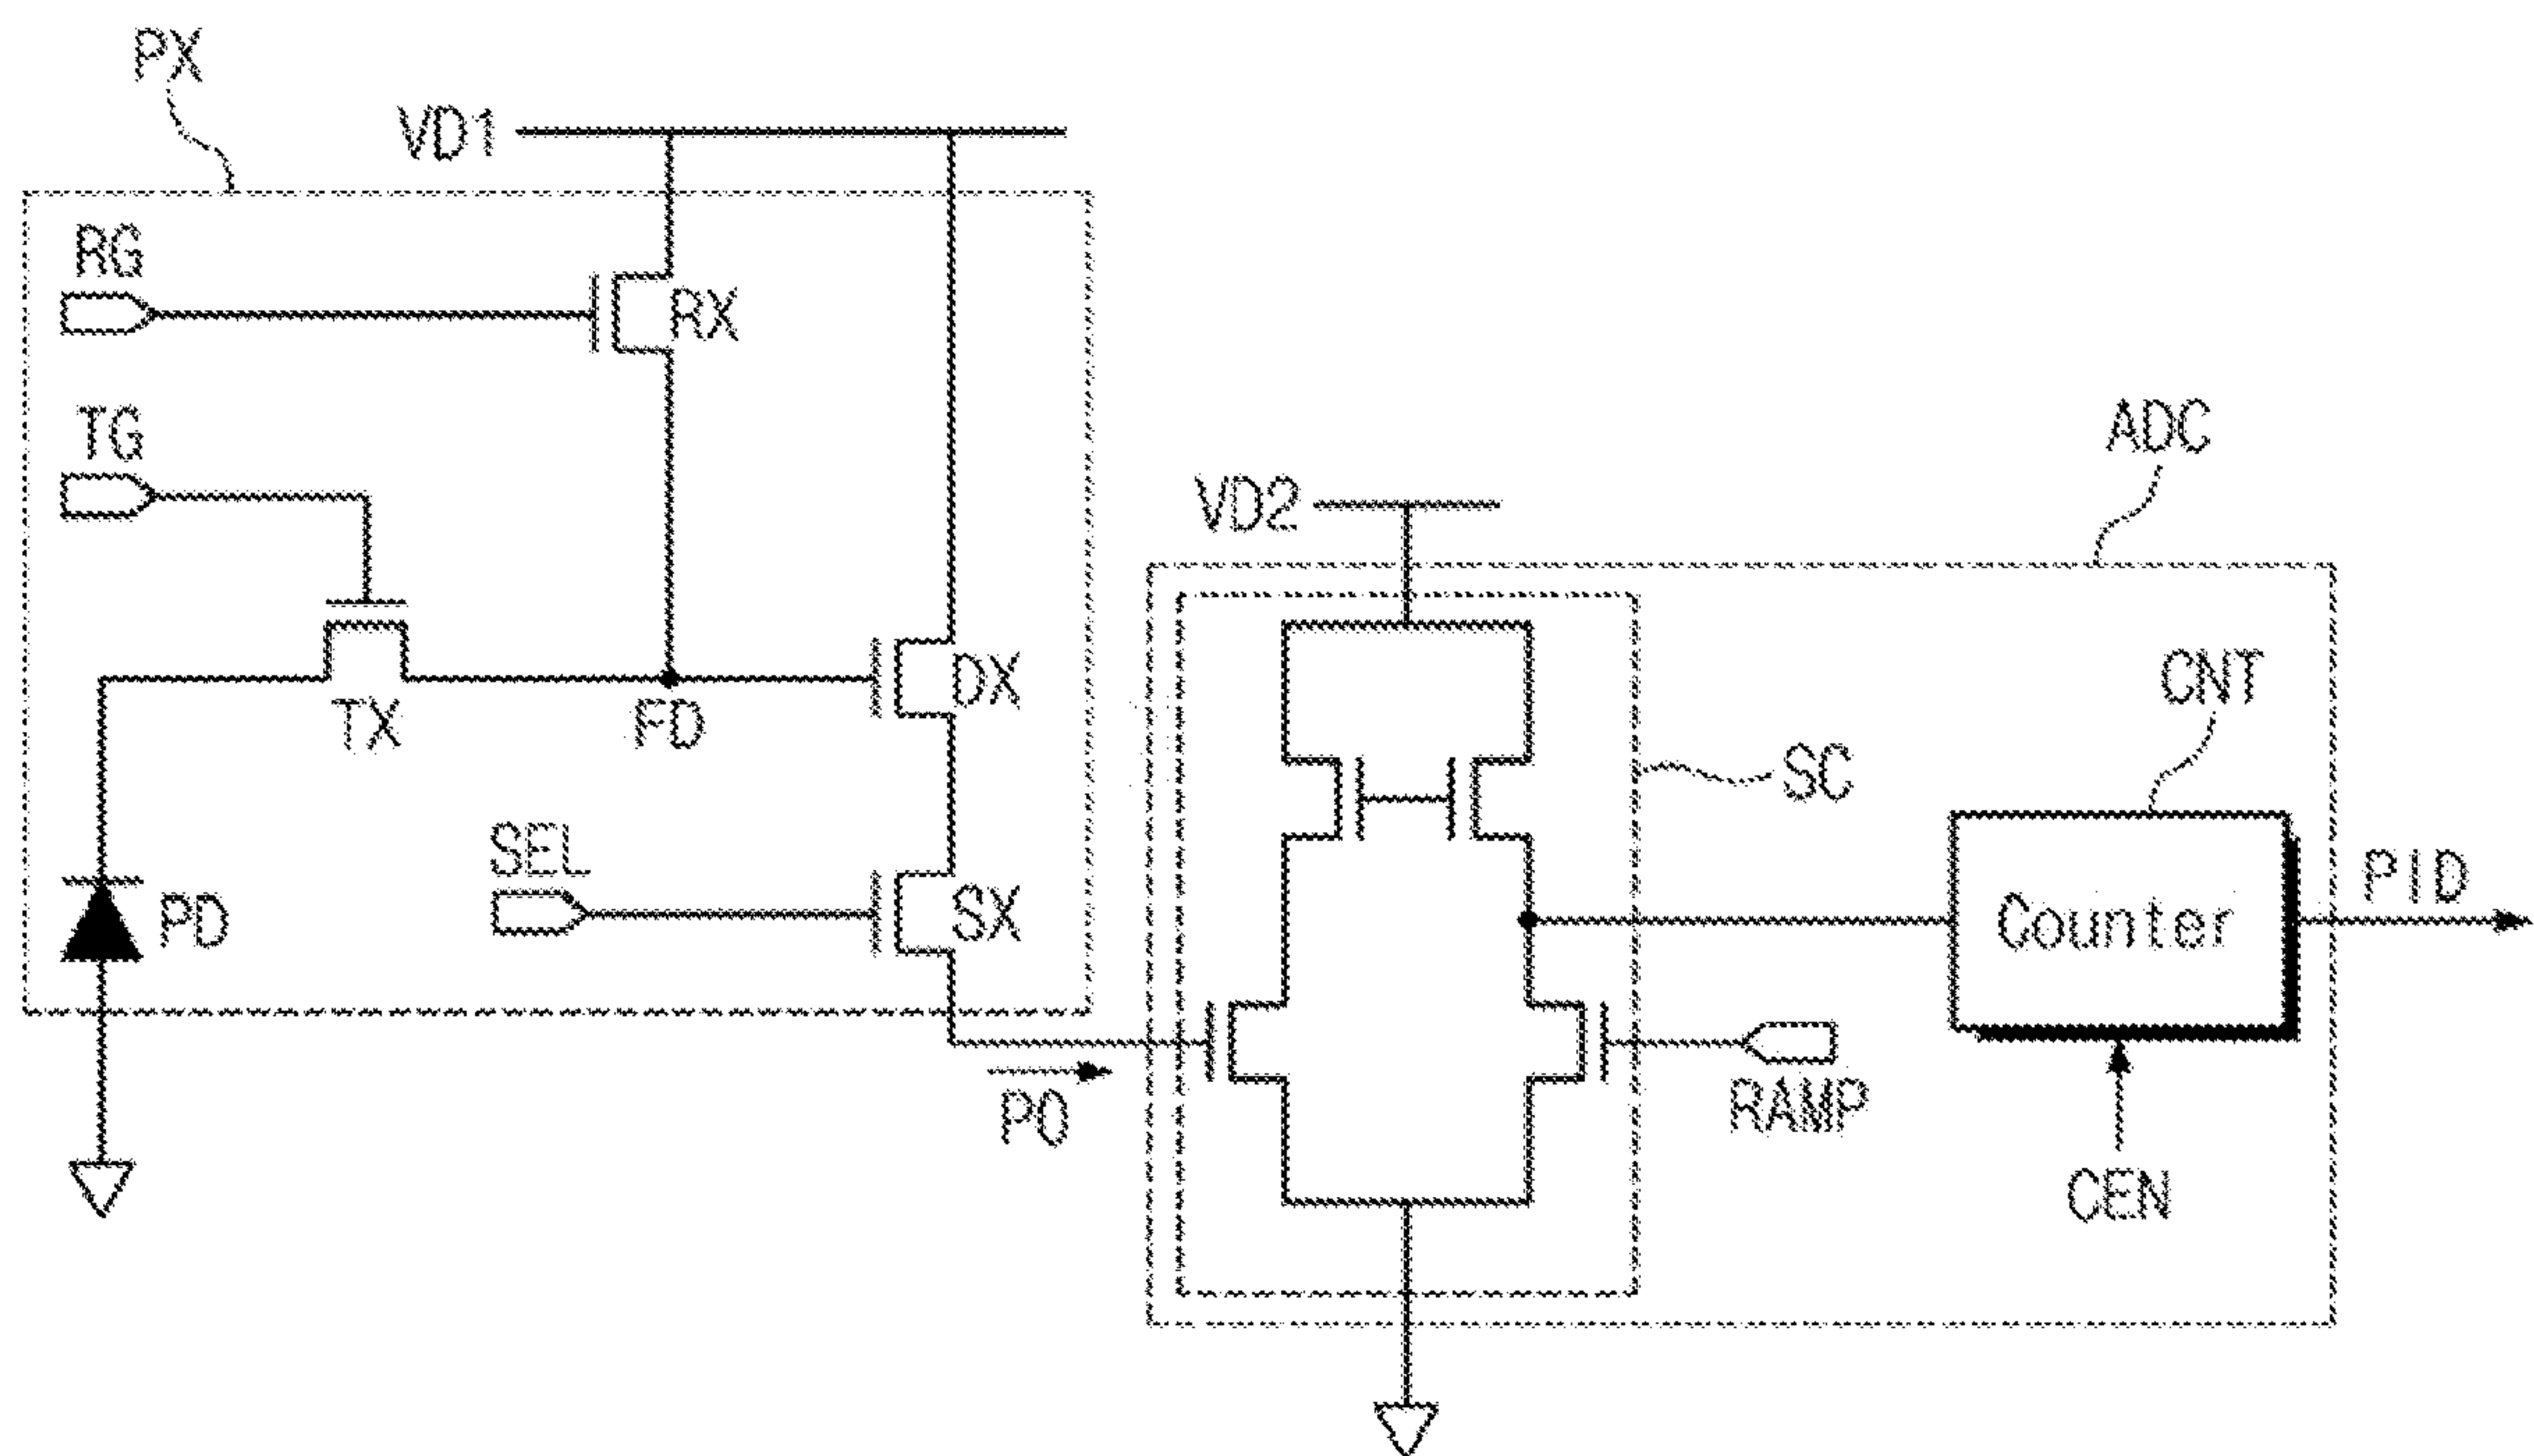 PX
VD1
RG
RX
TG
ADC
VD2
DX
CNT
TX
FD
SC
SEL
PD
SX
Counter
PID
PO
RAMP
CEN